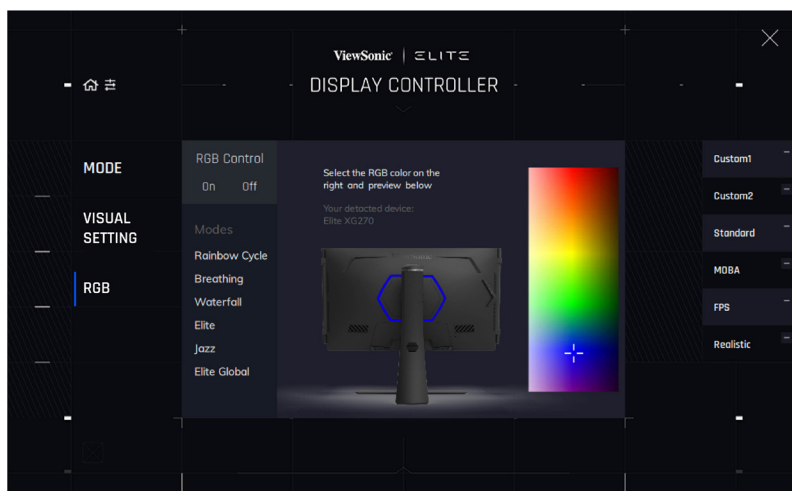 ViewSonic ELITE
DISPLAY CONTROLLER
MODE
VISUAL
SETTING
RGB
RGB Control
On Off
Modes
Rainbow Cycle
Breathing
Waterfall
Elite
Jazz
Elite Global
Select the RGB color on the
right and preview below
Your detacted device:
Elite XG270
Custom1
Custom2
Standard
MOBA
FPS
Realistic